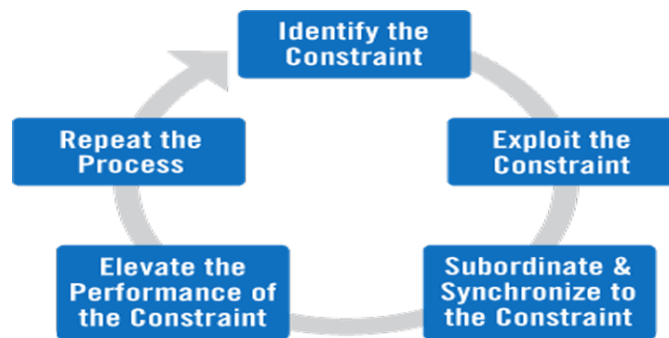 Identify the
Constraint
Exploit the
Constraint
Subordinate &
Synchronize to
the Constraint
Elevate the
Performance of
the Constraint
Repeat the
Process